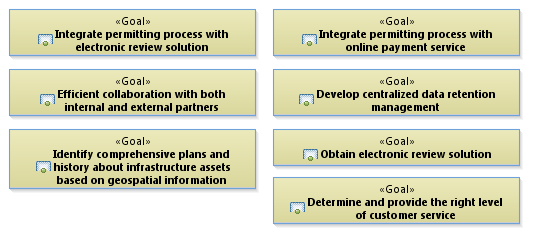 «Goal»
Integrate permitting process with
electronic review solution
«Goal»
Efficient collaboration with both
internal and external partners
«Goal»
Identify comprehensive plans and
history about infrastructure assets
based on geospatial information
«Goal»
Integrate permitting process with
online payment service
«Goal»
Develop centralized data retention
management
«Goal»
Obtain electronic review solution
«Goal»
Determine and provide the right level
of customer service